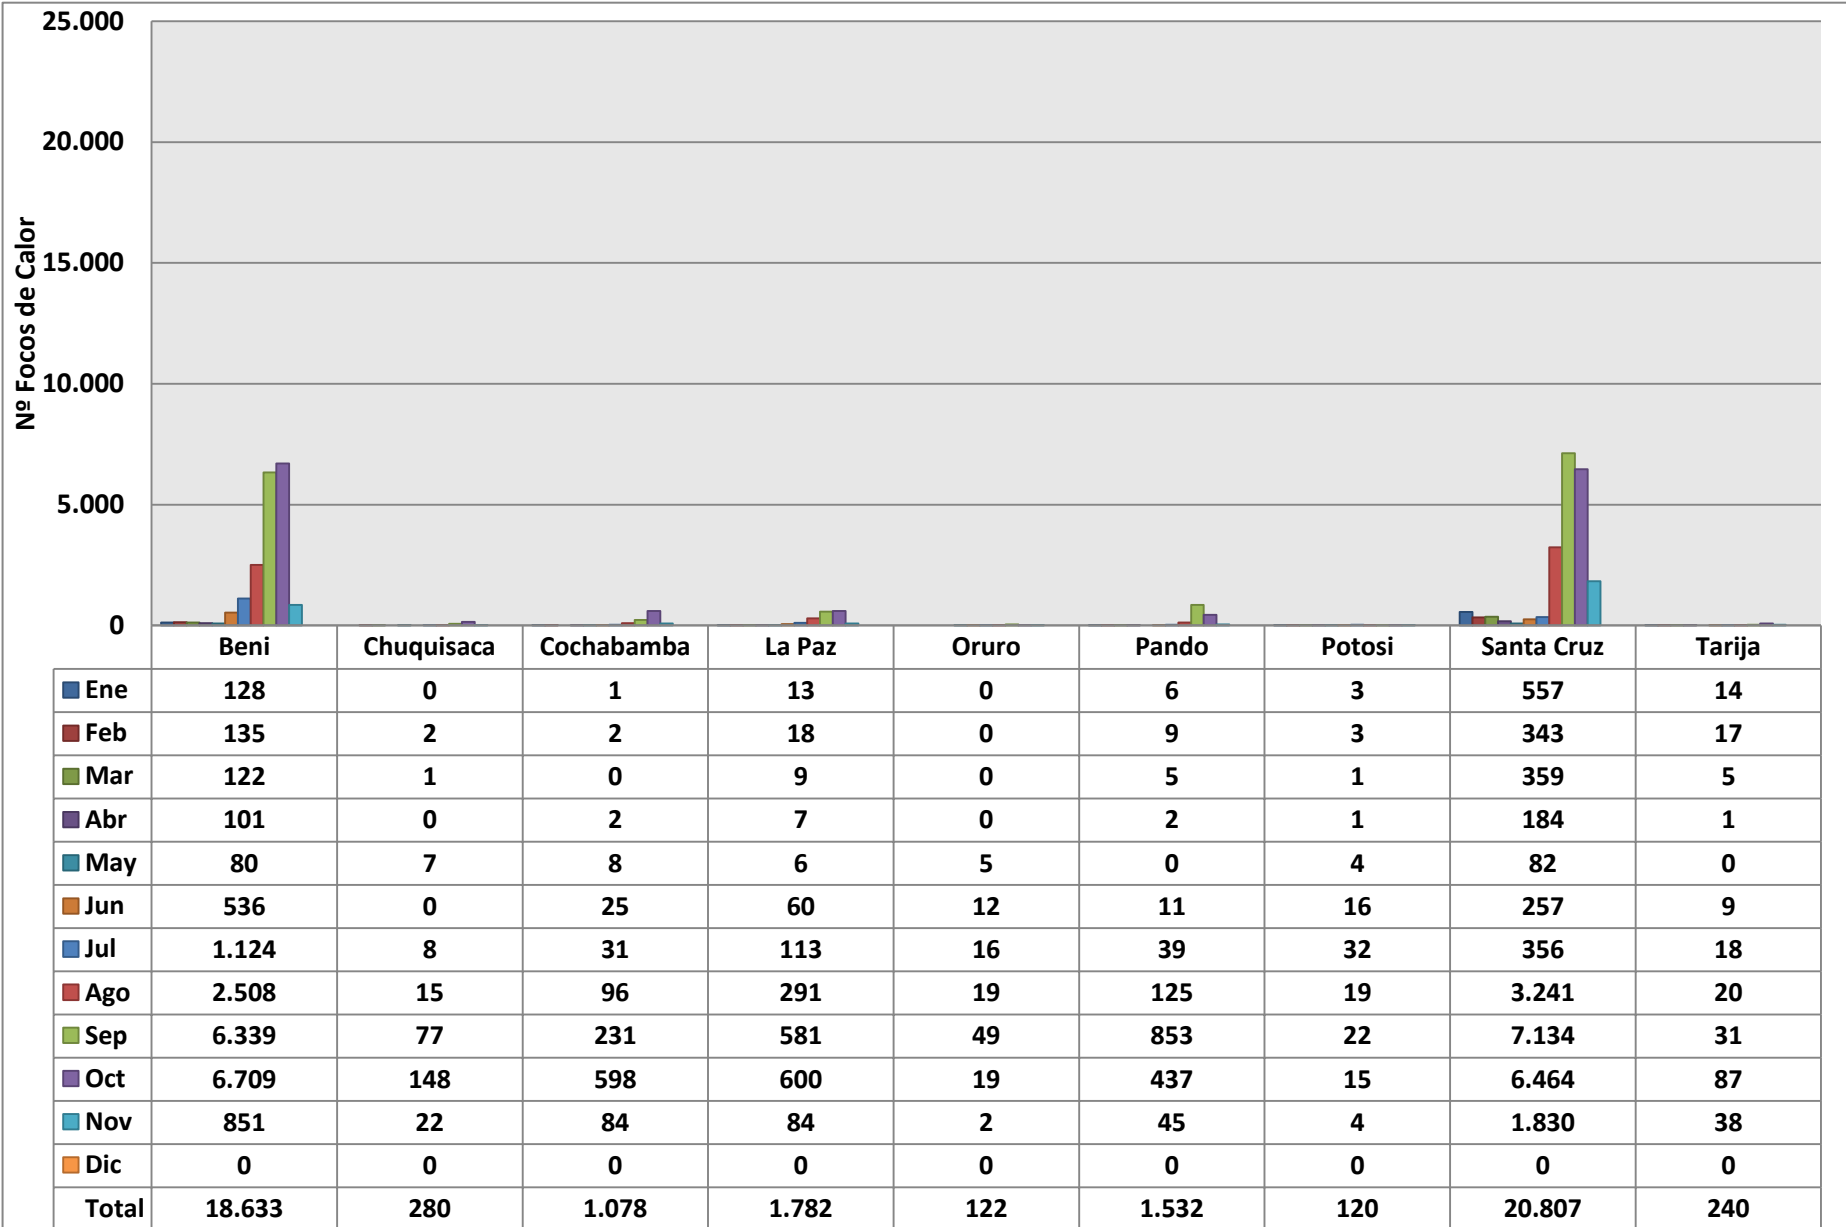 25.000
20.000
15.000
10.000
5.000
0
Nº Focos de Calor
Beni Chuquisaca Cochabamba La Paz Oruro Pando Potosi Santa Cruz Tarija
Ene 128 0 1 13 0 6 3 557 14
Feb 135 2 2 18 0 9 3 343 17
Mar 122 1 0 9 0 5 1 359 5
Abr 101 0 2 7 0 2 1 184 1
May 80 7 8 6 5 0 4 82 0
Jun 536 0 25 60 12 11 16 257 9
Jul 1.124 8 31 113 16 39 32 356 18
Ago 2.508 15 96 291 19 125 19 3.241 20
Sep 6.339 77 231 581 49 853 22 7.134 31
Oct 6.709 148 598 600 19 437 15 6.464 87
Nov 851 22 84 84 2 45 4 1.830 38
Dic 0 0 0 0 0 0 0 0 0
Total 18.633 280 1.078 1.782 122 1.532 120 20.807 240